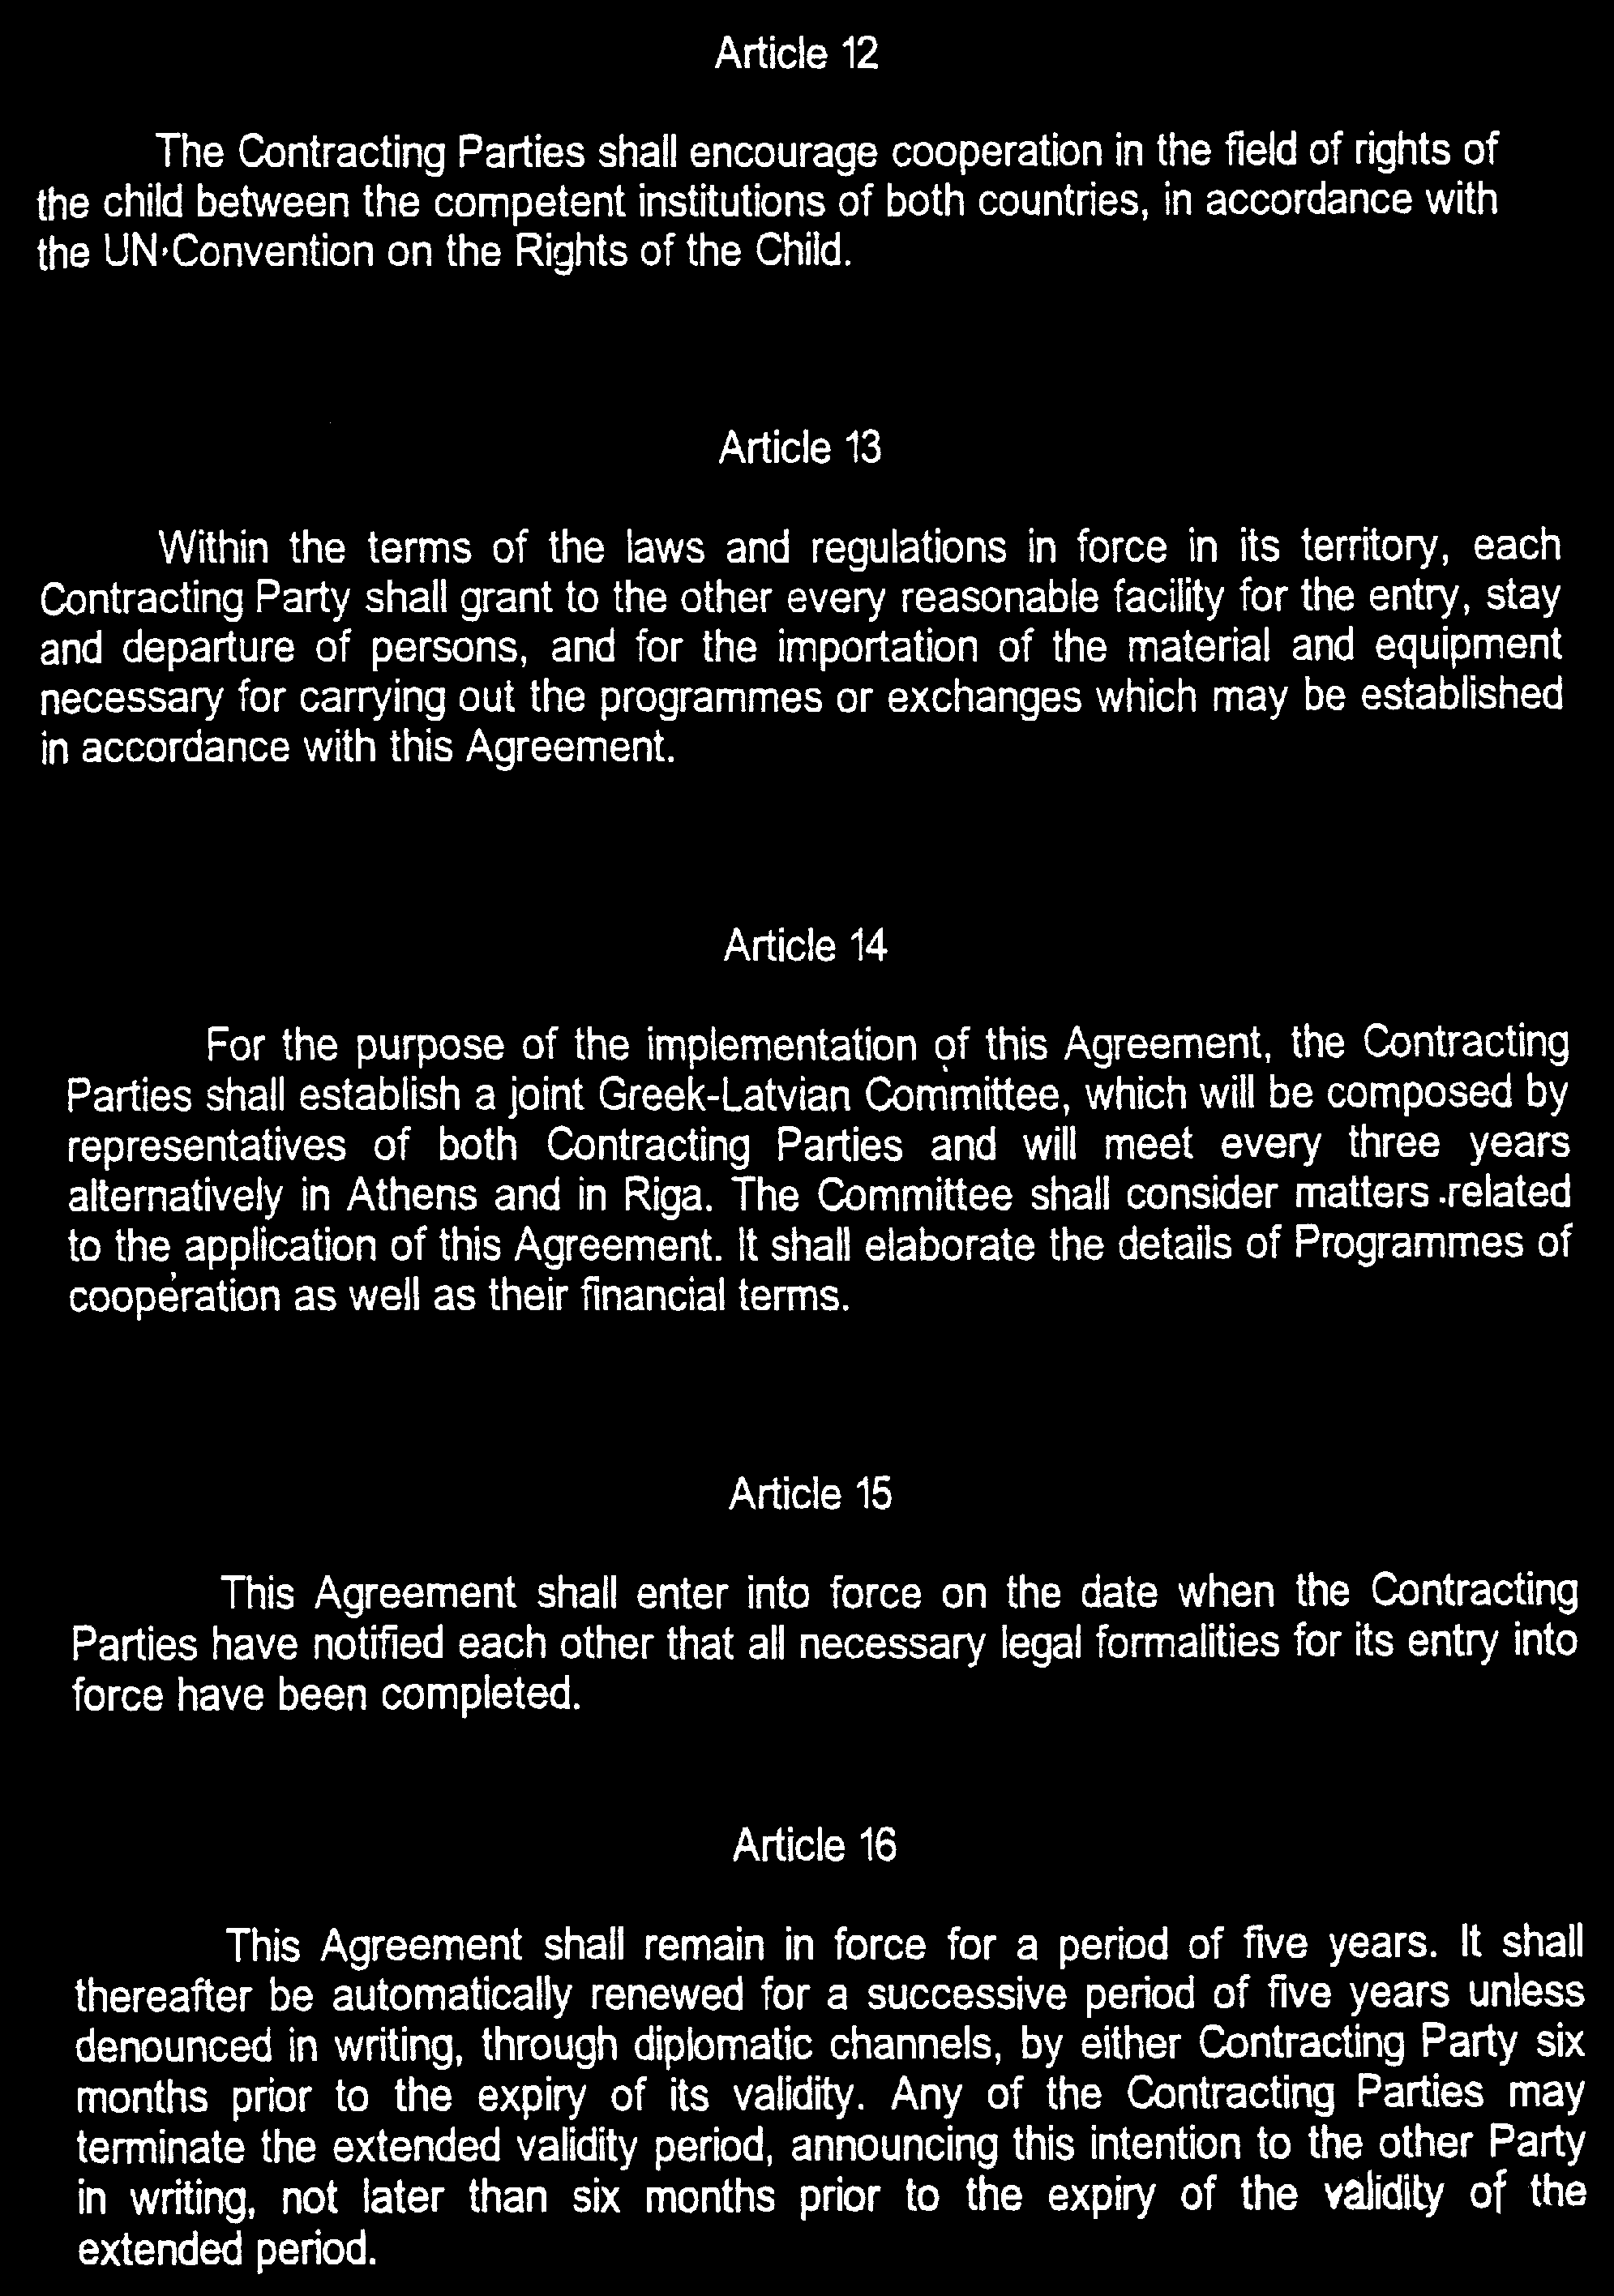 Article 12
The Contracting Parties shall encourage cooperation in the field of rights of
the child between the competent institutions of both countries, in accordance with
the UN Convention on the Rights of the Child.
Article 13
Within the terms of the laws and regulations in force in its territory, each
Contracting Party shall grant to the other every reasonable facility for the entry, stay
and departure of persons, and for the importation of the material and equipment
necessary for carrying out the programmes or exchanges which may be established
in accordance with this Agreement.
Article 14
For the purpose of the implementation of this Agreement, the Contracting
Parties shall establish a joint Greek-Latvian Committee, which will be composed by
representatives of both Contracting Parties and will meet every three years
alternatively in Athens and in Riga. The Committee shall consider matters related
to the application of this Agreement. It shall elaborate the details of Programmes of
cooperation as well as their financial terms.
Article 15
This Agreement shall enter into force on the date when the Contracting
Parties have notified each other that all necessary legal formalities for its entry into
force have been completed.
Article 16
This Agreement shall remain in force for a period of five years. It shall
thereafter be automatically renewed for a successive period of five years unless
denounced in writing, through diplomatic channels, by either Contracting Party six
months prior to the expiry of its validity. Any of the Contracting Parties may
terminate the extended validity period, announcing this intention to the other Party
in writing, not later than six months prior to the expiry of the validity of the
extended period.